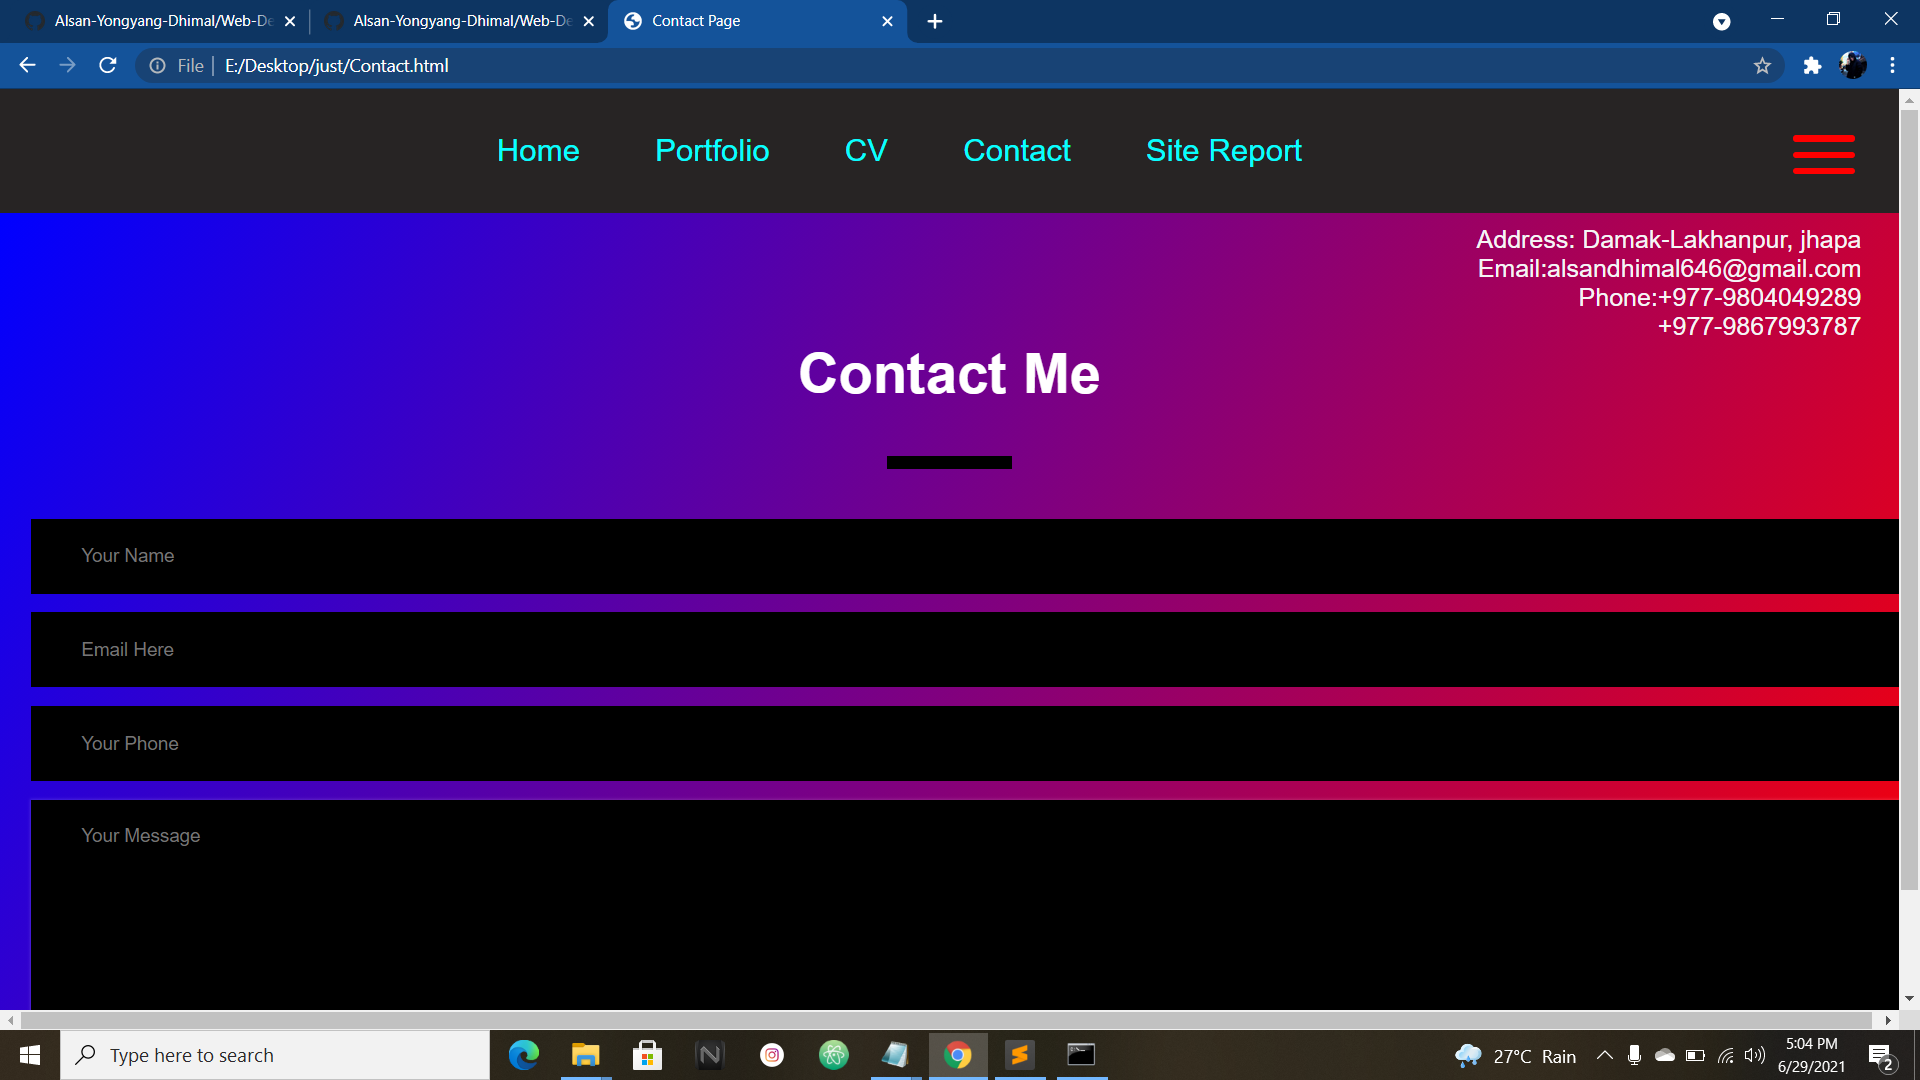 Alsan-Yongyang-Dhimal/Web-De
Alsan-Yongyang-Dhimal/Web-De
Contact Page
File | E:/Desktop/just/Contact.html
Home Portfolio CV Contact Site Report
Address: Damak-Lakhanpur, jhapa
Email:alsandhimal646@gmail.com
Phone:+977-9804049289
+977-9867993787
Contact Me
Your Name
Email Here
Your Phone
Your Message
Type here to search
27°C Rain
5:04 PM
6/29/2021
2